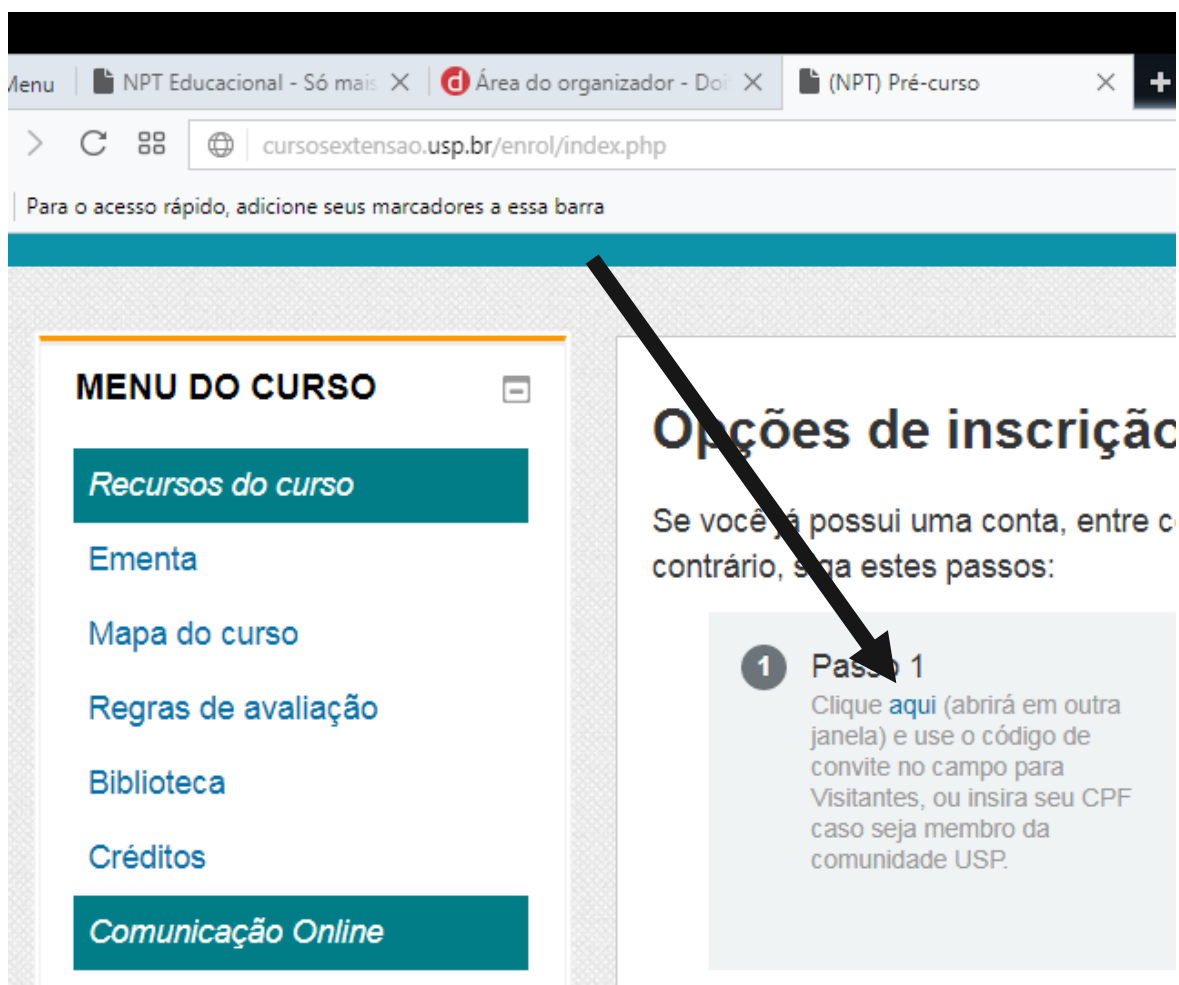 Menu
NPT Educacional - Só mais
Área do organizador - Doi
(NPT) Pré-curso
cursosextensao.usp.br/enrol/index.php
Para o acesso rápido, adicione seus marcadores a essa barra
MENU DO CURSO
Recursos do curso
Ementa
Mapa do curso
Regras de avaliação
Biblioteca
Créditos
Comunicação Online
Opções de inscrição
Se você já possui uma conta, entre c
contrário, siga estes passos:
1 Passo 1
Clique aqui (abrirá em outra
janela) e use o código de
convite no campo para
Visitantes, ou insira seu CPF
caso seja membro da
comunidade USP.